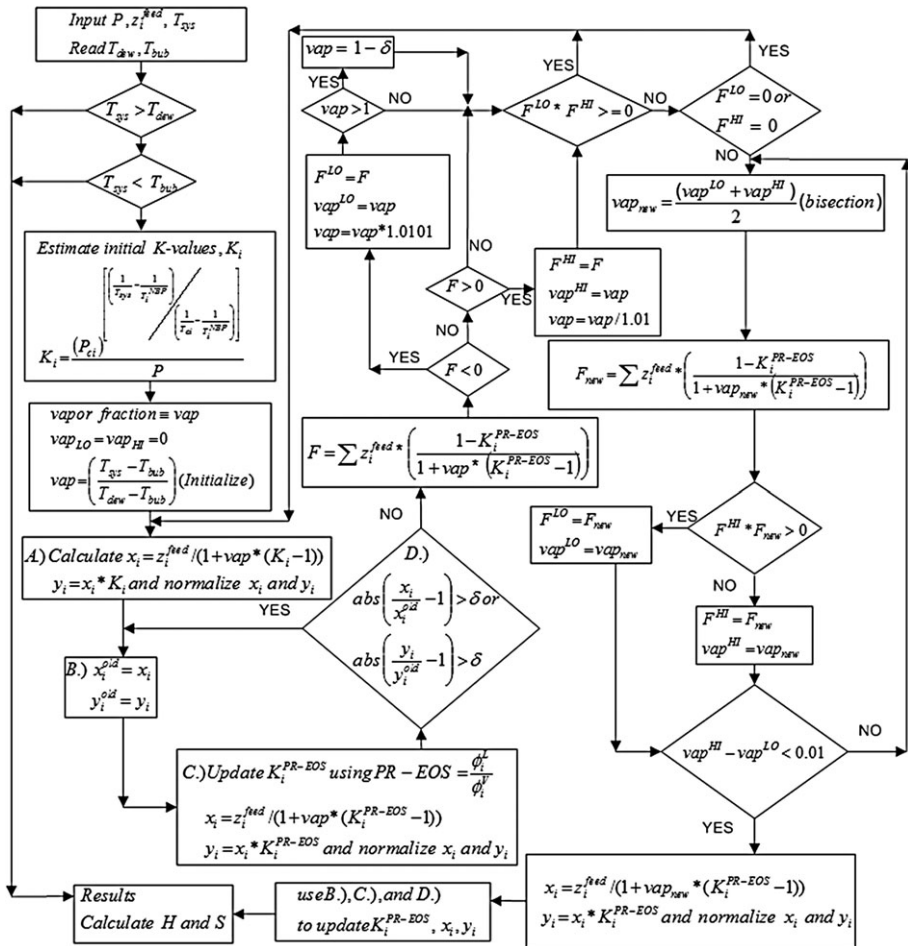 Input P, z_i^feed, T_sys
Read T_dew, T_bub
T_sys > T_dew
T_sys < T_bub
Estimate initial K-values, K_i
K_i = (P_ci)^[(1/T_sys - 1/T_i^NBP)/(1/T_ci - 1/T_i^NBP)] / P
vapor fraction ≡ vap
vap_LO = vap_HI = 0
vap = ((T_sys - T_bub)/(T_dew - T_bub)) (Initialize)
A.) Calculate x_i = z_i^feed /(1+vap* (K_i -1))
y_i = x_i * K_i and normalize x_i and y_i
YES
B.) x_i^old = x_i
y_i^old = y_i
C.) Update K_i^PR-EOS using PR-EOS = ϕ_i^L/ϕ_i^V
x_i = z_i^feed /(1+vap* (K_i^PR-EOS -1))
y_i = x_i * K_i^PR-EOS and normalize x_i and y_i
D.)
abs(x_i/x_i^old - 1) > δ or
abs(y_i/y_i^old - 1) > δ
NO
F = ∑ z_i^feed * ((1-K_i^PR-EOS)/(1+vap* (K_i^PR-EOS -1)))
F < 0
YES
NO
F > 0
YES
NO
F^LO = F
vap^LO = vap
vap = vap*1.0101
vap > 1
YES
NO
vap = 1 - δ
F^HI = F
vap^HI = vap
vap = vap/1.01
F^LO * F^HI >= 0
YES
NO
F^LO = 0 or
F^HI = 0
YES
NO
vap_new = (vap^LO + vap^HI)/2 (bisection)
F_new = ∑ z_i^feed * ((1-K_i^PR-EOS)/(1+vap_new * (K_i^PR-EOS -1)))
F^HI * F_new > 0
YES
NO
F^LO = F_new
vap^LO = vap_new
F^HI = F_new
vap^HI = vap_new
vap^HI - vap^LO < 0.01
NO
YES
x_i = z_i^feed /(1+vap_new * (K_i^PR-EOS -1))
y_i = x_i * K_i^PR-EOS and normalize x_i and y_i
use B.), C.), and D.)
to update K_i^PR-EOS, x_i, y_i
Results
Calculate H and S